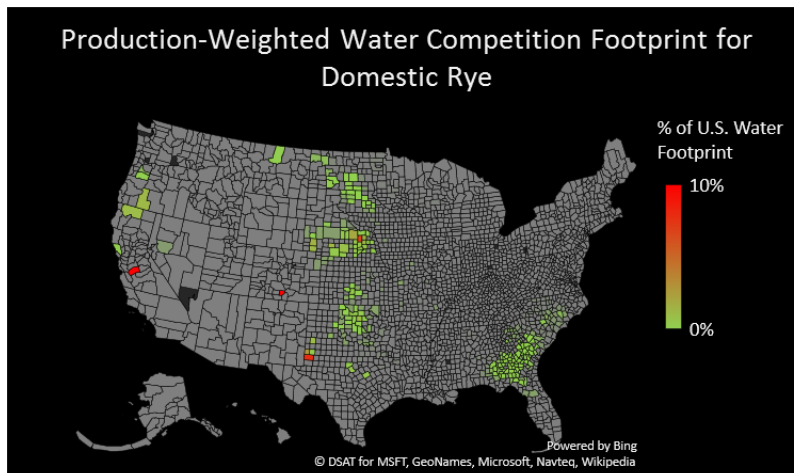 Production-Weighted Water Competition Footprint for
Domestic Rye
% of U.S. Water
Footprint
10%
0%
Powered by Bing
© DSAT for MSFT, GeoNames, Microsoft, Navteq, Wikipedia